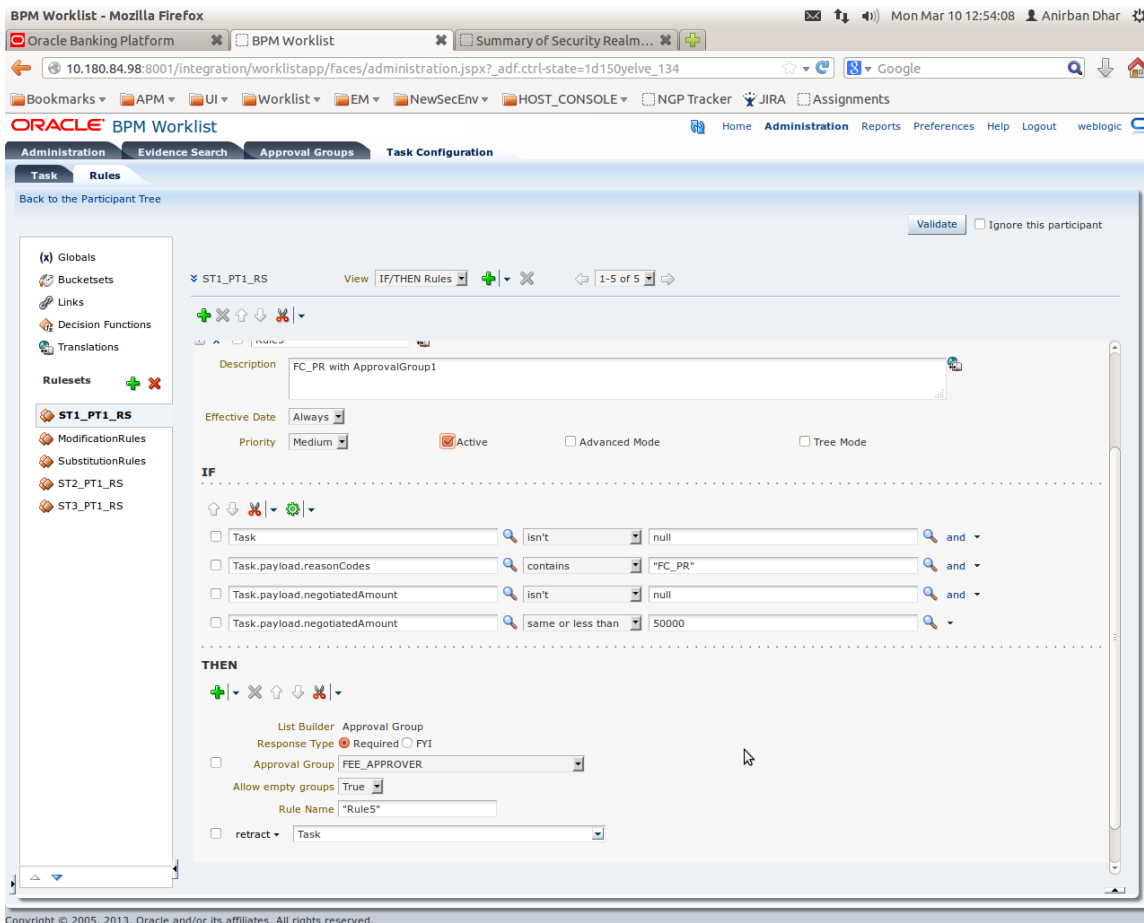 BPM Worklist - Mozilla Firefox
Mon Mar 10 12:54:08 Anirban Dhar
Oracle Banking Platform
BPM Worklist
Summary of Security Realm...
10.180.84.98:8001/integration/worklistapp/faces/administration.jspx?_adf.ctrl-state=1d150yelve_134
Google
Bookmarks APM UI Worklist EM NewSecEnv HOST_CONSOLE NGP Tracker JIRA Assignments
ORACLE BPM Worklist
Home Administration Reports Preferences Help Logout weblogic
Administration Evidence Search Approval Groups Task Configuration
Task Rules
Back to the Participant Tree
Validate Ignore this participant
(x) Globals
Bucketsets
Links
Decision Functions
Translations
Rulesets
ST1_PT1_RS
ModificationRules
SubstitutionRules
ST2_PT1_RS
ST3_PT1_RS
ST1_PT1_RS View IF/THEN Rules 1-5 of 5
Rule5
Description FC_PR with ApprovalGroup1
Effective Date Always
Priority Medium Active Advanced Mode Tree Mode
IF
Task isn't null and
Task.payload.reasonCodes contains "FC_PR" and
Task.payload.negotiatedAmount isn't null and
Task.payload.negotiatedAmount same or less than 50000
THEN
List Builder Approval Group
Response Type Required FYI
Approval Group FEE_APPROVER
Allow empty groups True
Rule Name "Rule5"
retract Task
Copyright © 2005, 2013, Oracle and/or its affiliates. All rights reserved.